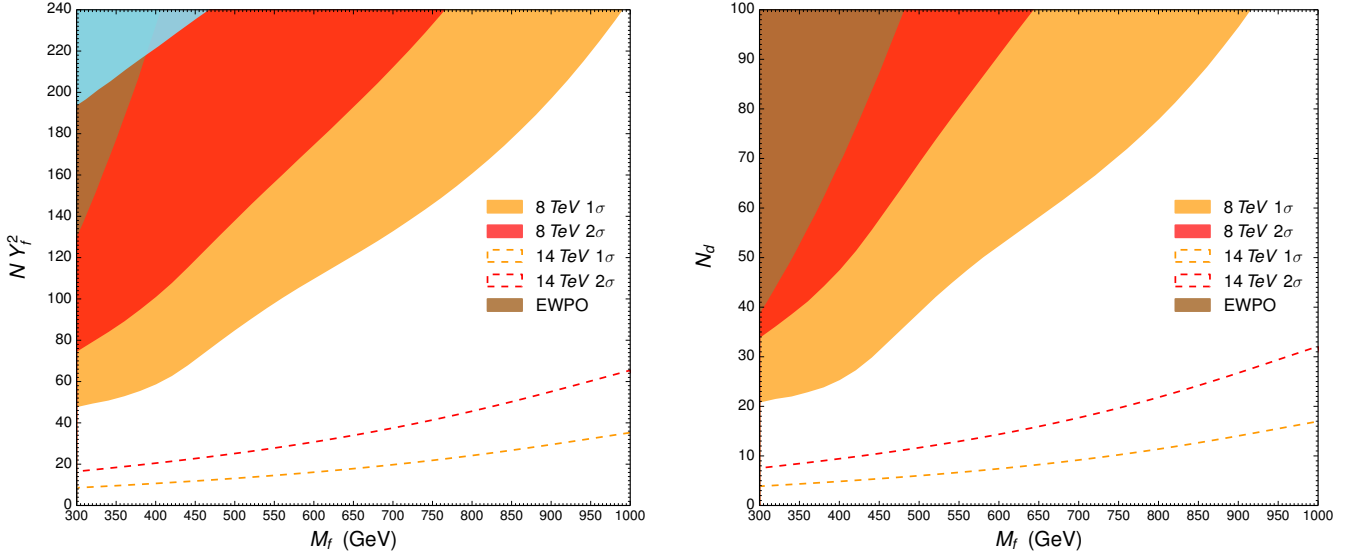 240
220
200
180
160
140
120
100
80
60
40
20
0
N Y_f^2
8 TeV 1σ
8 TeV 2σ
14 TeV 1σ
14 TeV 2σ
EWPO
300 350 400 450 500 550 600 650 700 750 800 850 900 950 1000
M_f (GeV)
100
90
80
70
60
50
40
30
20
10
0
N_d
8 TeV 1σ
8 TeV 2σ
14 TeV 1σ
14 TeV 2σ
EWPO
300 350 400 450 500 550 600 650 700 750 800 850 900 950 1000
M_f (GeV)